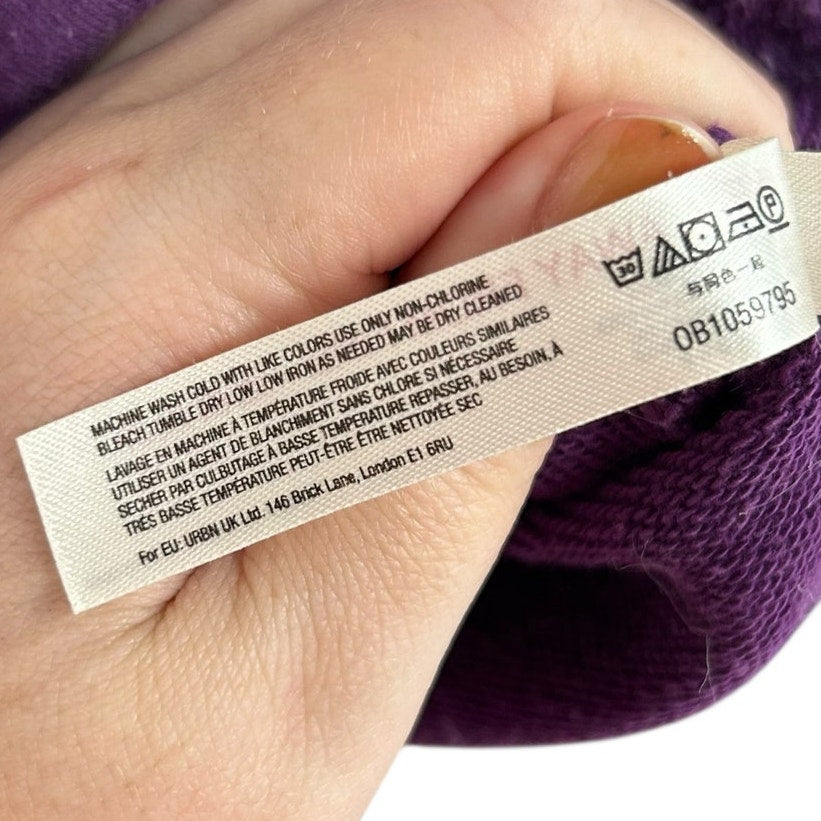 30 P
与同色一起
OB1059795
MACHINE WASH COLD WITH LIKE COLORS USE ONLY NON-CHLORINE
BLEACH TUMBLE DRY LOW LOW IRON AS NEEDED MAY BE DRY CLEANED
LAVAGE EN MACHINE À TEMPÉRATURE FROIDE AVEC COULEURS SIMILAIRES
UTILISER UN AGENT DE BLANCHIMENT SANS CHLORE SI NÉCESSAIRE
SECHER PAR CULBUTAGE À BASSE TEMPERATURE REPASSER, AU BESOIN, À
TRÈS BASSE TEMPÉRATURE PEUT-ÊTRE ÊTRE NETTOYÉE SEC
For EU: URBN UK Ltd. 146 Brick Lane, London E1 6RU